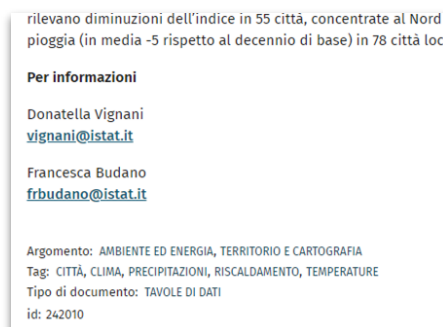 rilevano diminuzioni dell'indice in 55 città, concentrate al Nord
pioggia (in media -5 rispetto al decennio di base) in 78 città loc
Per informazioni
Donatella Vignani
vignani@istat.it
Francesca Budano
frbudano@istat.it
Argomento: AMBIENTE ED ENERGIA, TERRITORIO E CARTOGRAFIA
Tag: CITTÀ, CLIMA, PRECIPITAZIONI, RISCALDAMENTO, TEMPERATURE
Tipo di documento: TAVOLE DI DATI
id: 242010